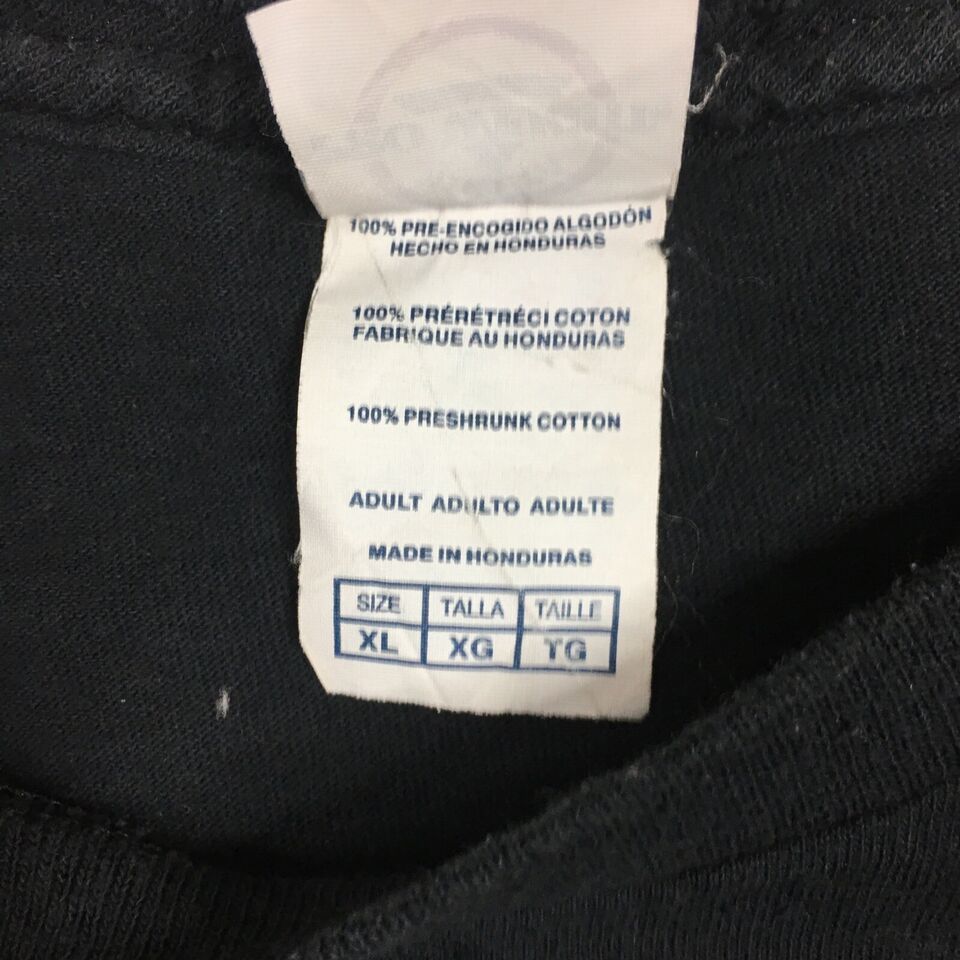 100% PRE-ENCOGIDO ALGODÓN
HECHO EN HONDURAS
100% PRÉRÉTRÉCI COTON
FABRIQUE AU HONDURAS
100% PRESHRUNK COTTON
ADULT ADULTO ADULTE
MADE IN HONDURAS
SIZE TALLA TAILLE
XL XG TG